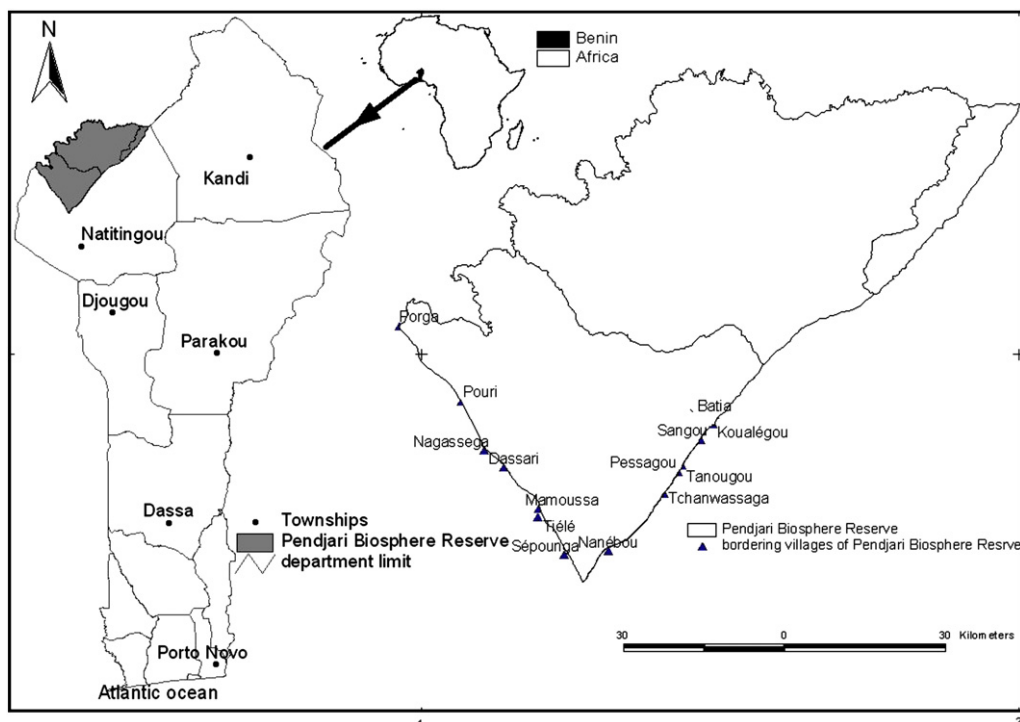 N
Benin
Africa
Kandi
Natitingou
Djougou
Parakou
Dassa
Porto Novo
Atlantic ocean
Townships
Pendjari Biosphere Reserve
department limit
Porga
Pouri
Nagassega
Dassari
Mamoussa
Tiélé
Sépounga
Nanébou
Batia
Sangou
Koualégou
Pessagou
Tanougou
Tchanwassaga
Pendjari Biosphere Reserve
bordering villages of Pendjari Biosphere Resrve
30 0 30 Kilometers